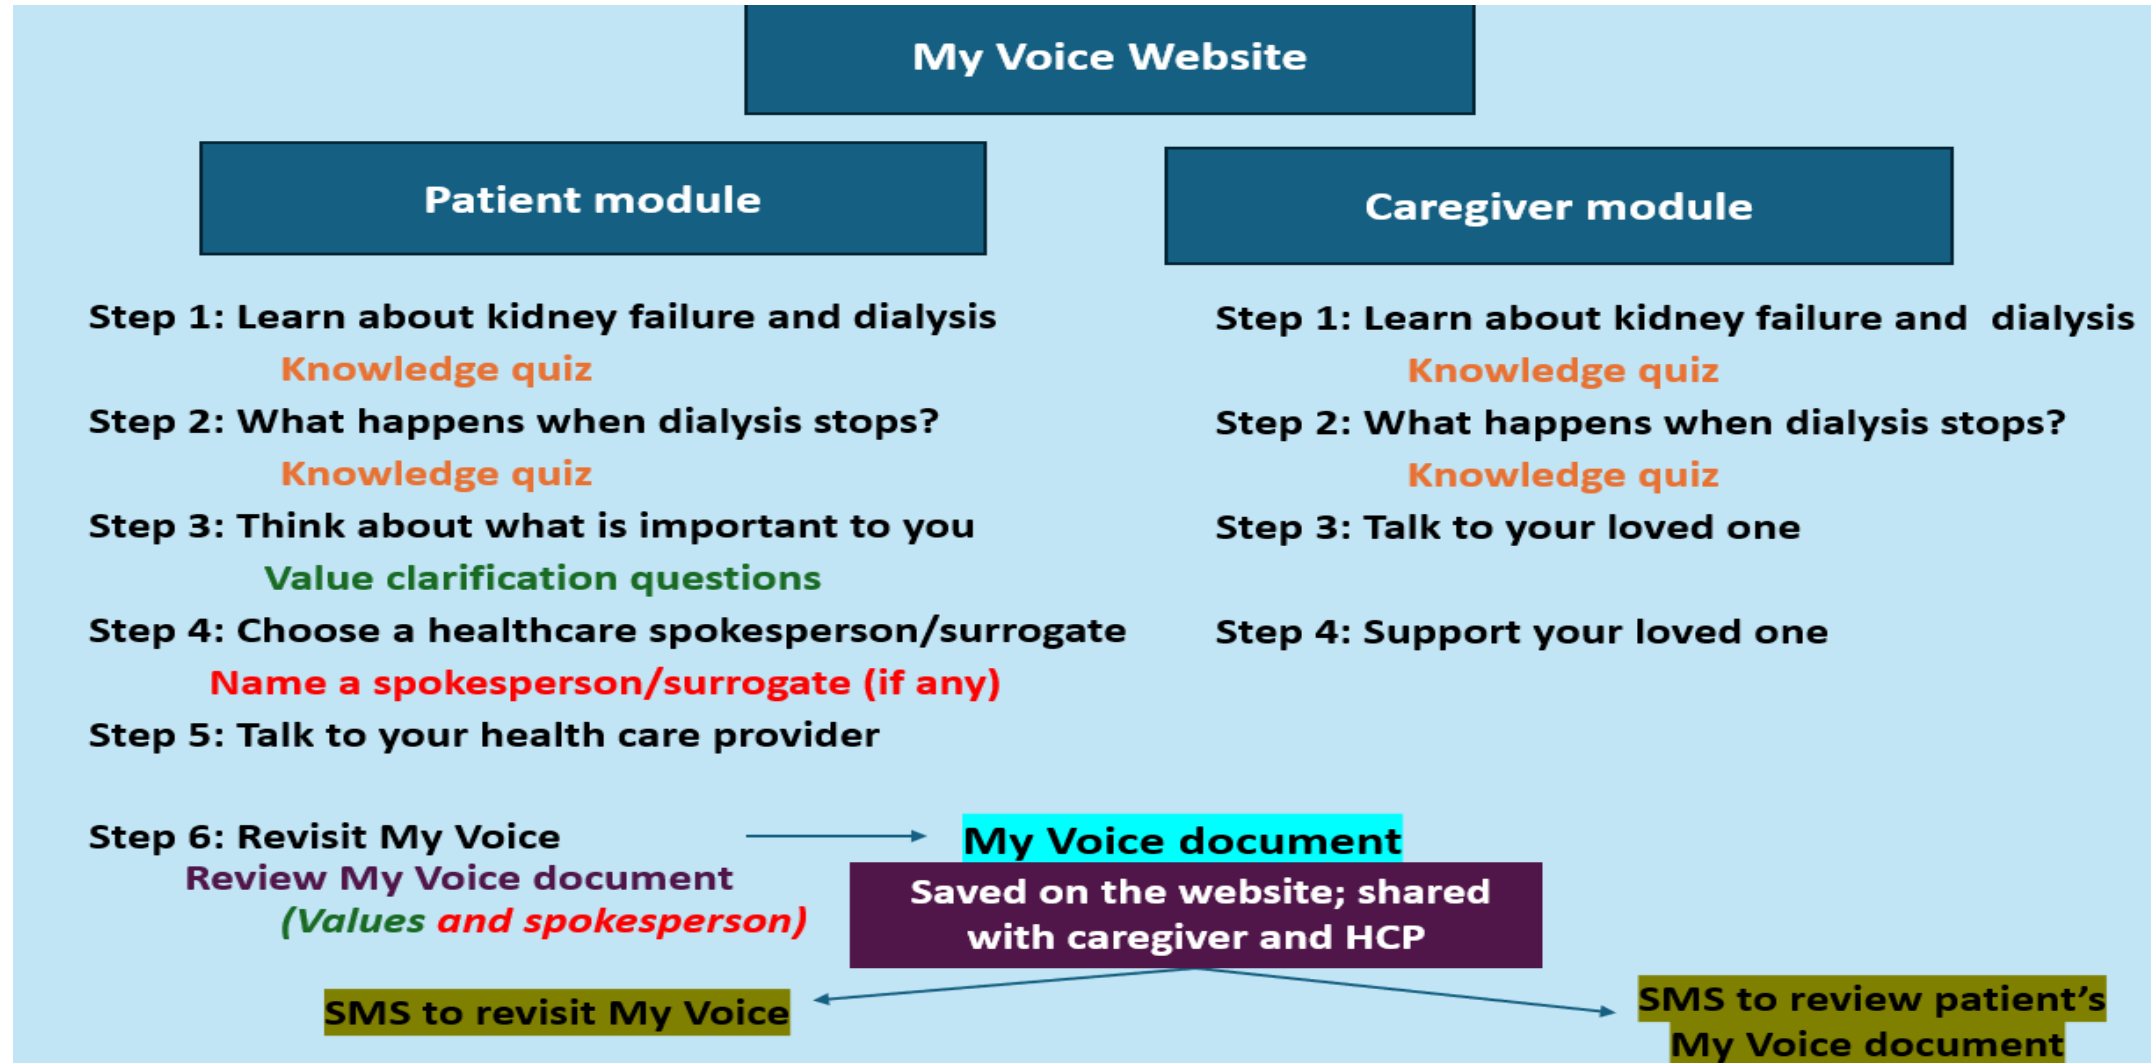 My Voice Website
Patient module
Step 1: Learn about kidney failure and dialysis
Knowledge quiz
Step 2: What happens when dialysis stops?
Knowledge quiz
Step 3: Think about what is important to you
Value clarification questions
Step 4: Choose a healthcare spokesperson/surrogate
Name a spokesperson/surrogate (if any)
Step 5: Talk to your health care provider
Step 6: Revisit My Voice
Review My Voice document
(Values and spokesperson)
Caregiver module
Step 1: Learn about kidney failure and  dialysis
Knowledge quiz
Step 2: What happens when dialysis stops?
Knowledge quiz
Step 3: Talk to your loved one
Step 4: Support your loved one
My Voice document
Saved on the website; shared
with caregiver and HCP
SMS to revisit My Voice
SMS to review patient’s
My Voice document